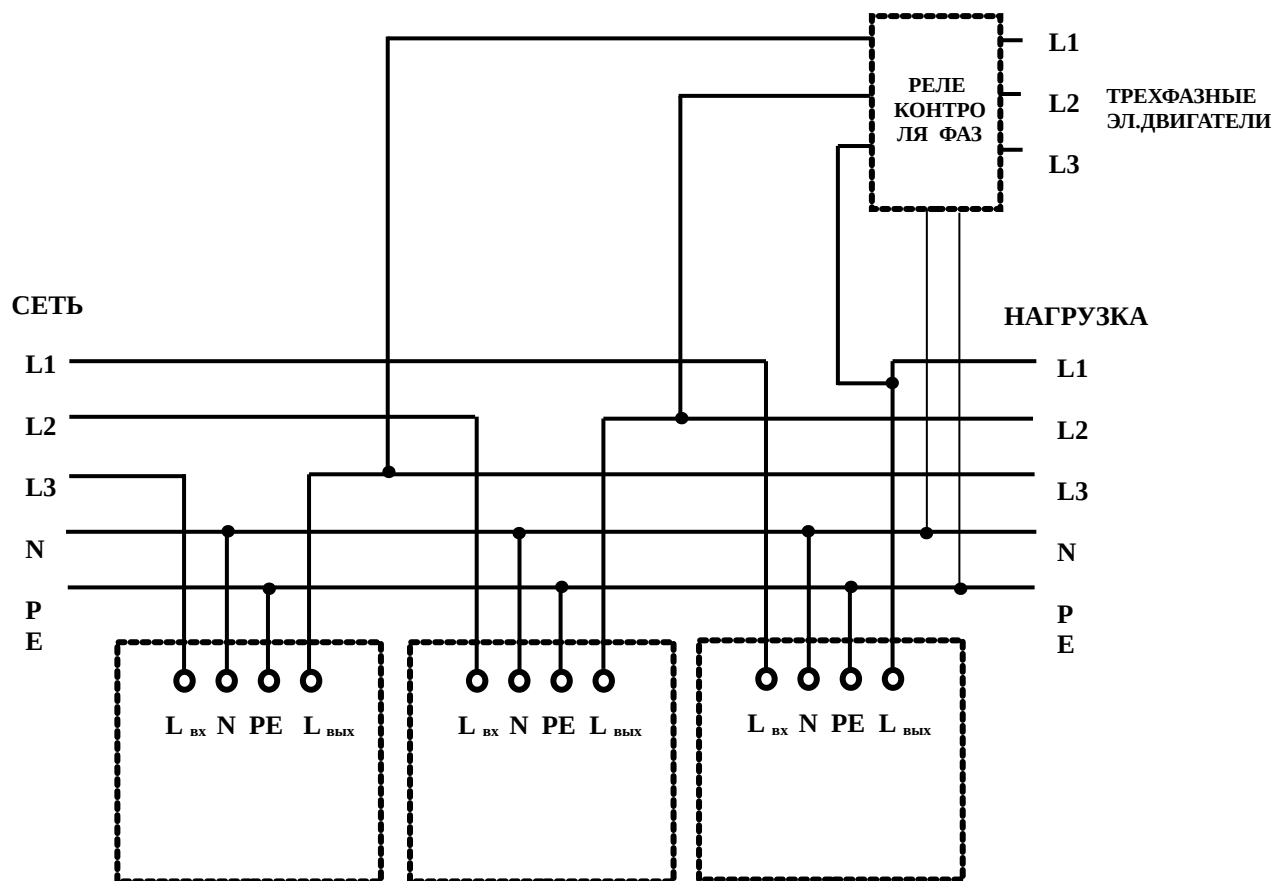 L1
РЕЛЕ
КОНТРО
ЛЯ ФАЗ
L2
ТРЕХФАЗНЫЕ
ЭЛ.ДВИГАТЕЛИ
L3
СЕТЬ
НАГРУЗКА
L1
L1
L2
L2
L3
L3
N
N
P
E
P
E
L вх N PE L вых
L вх N PE L вых
L вх N PE L вых